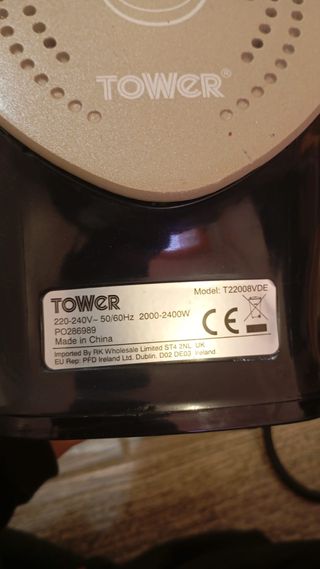 TOWER®
TOWER
Model: T22008VDE
220-240V~ 50/60Hz 2000-2400W
PO286989
Made in China
CE
Imported By RK Wholesale Limited ST4 2NL UK
EU Rep: PFD Ireland Ltd. Dublin. D02 DE03 Ireland